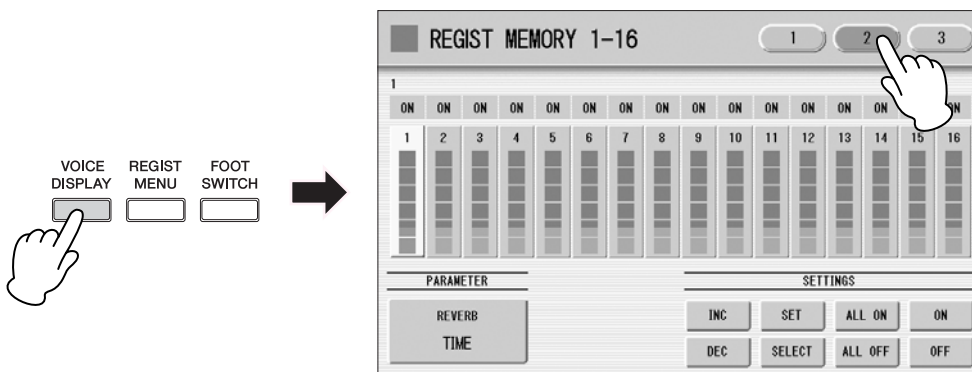 VOICE DISPLAY
REGIST MENU
FOOT SWITCH
REGIST MEMORY 1-16
1 2 3
1
ON ON ON ON ON ON ON ON ON ON ON ON ON ON
1 2 3 4 5 6 7 8 9 10 11 12 13 14 15 16
PARAMETER
SETTINGS
REVERB
TIME
INC SET ALL ON ON
DEC SELECT ALL OFF OFF